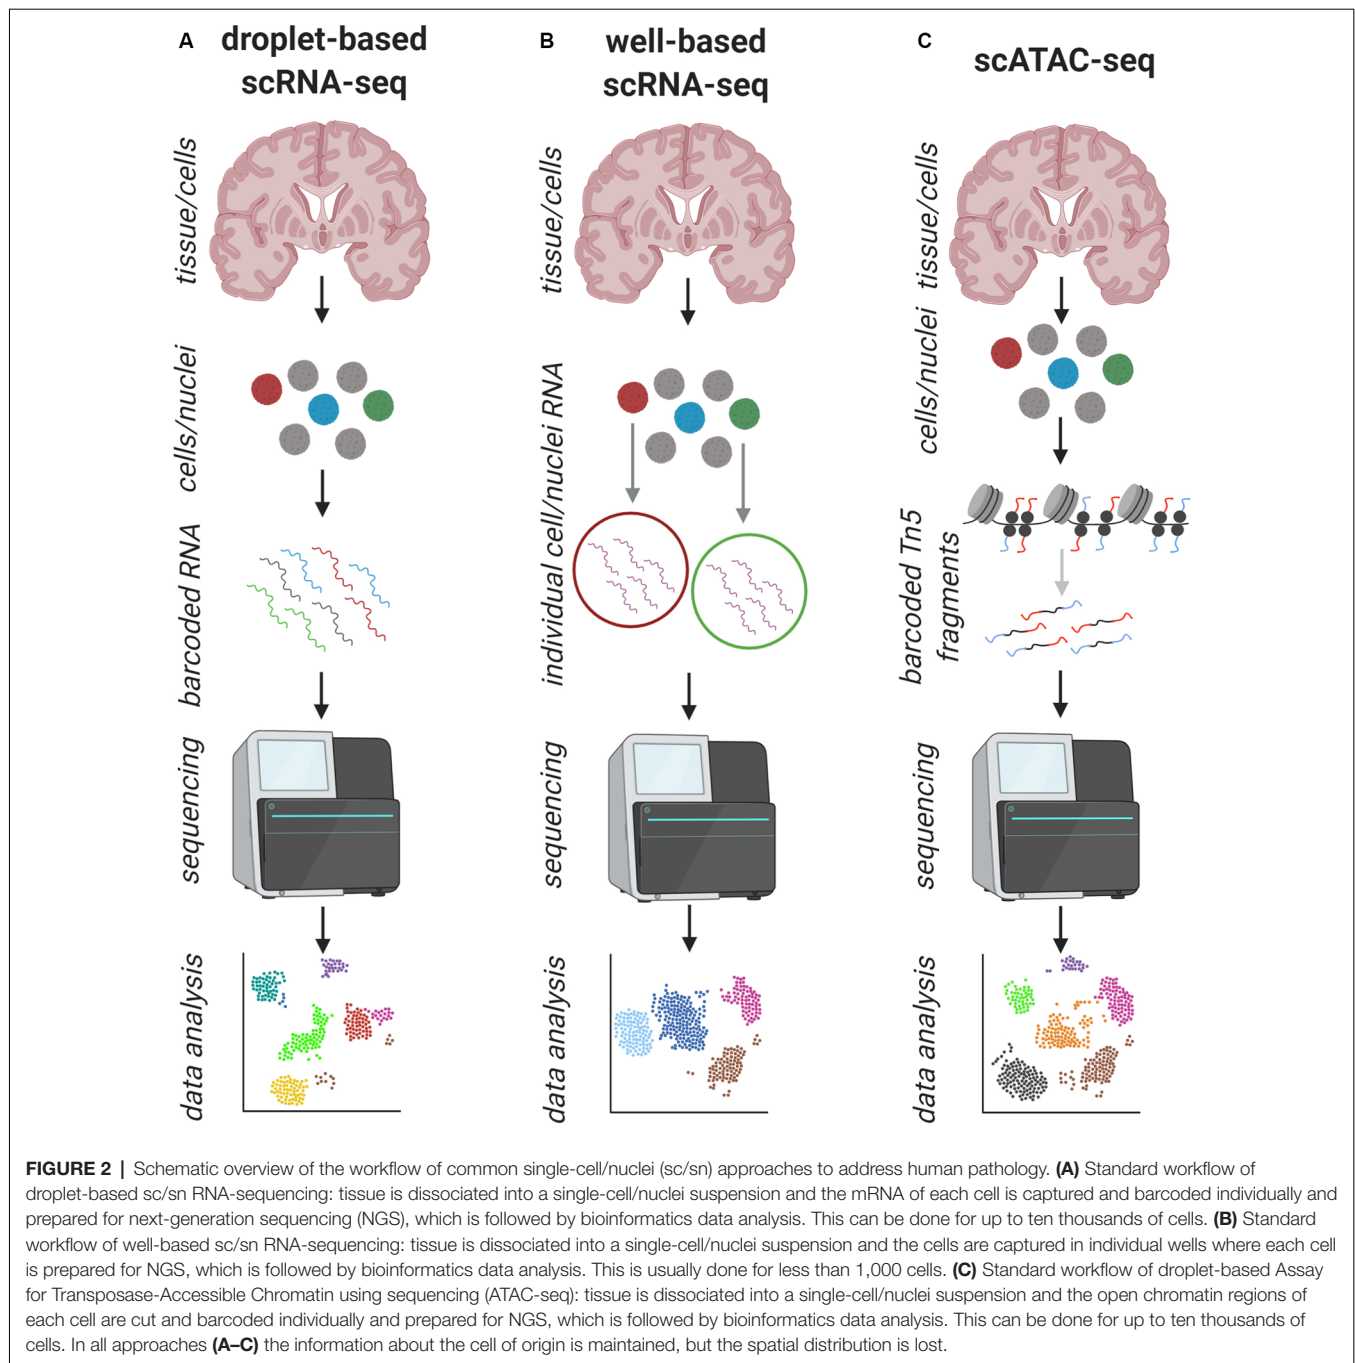 A droplet-based
scRNA-seq
tissue/cells
cells/nuclei
barcoded RNA
sequencing
data analysis
B well-based
scRNA-seq
tissue/cells
individual cell/nuclei RNA
sequencing
data analysis
C scATAC-seq
tissue/cells
cells/nuclei
barcoded Tn5
fragments
sequencing
data analysis
FIGURE 2 | Schematic overview of the workflow of common single-cell/nuclei (sc/sn) approaches to address human pathology. (A) Standard workflow of
droplet-based sc/sn RNA-sequencing: tissue is dissociated into a single-cell/nuclei suspension and the mRNA of each cell is captured and barcoded individually and
prepared for next-generation sequencing (NGS), which is followed by bioinformatics data analysis. This can be done for up to ten thousands of cells. (B) Standard
workflow of well-based sc/sn RNA-sequencing: tissue is dissociated into a single-cell/nuclei suspension and the cells are captured in individual wells where each cell
is prepared for NGS, which is followed by bioinformatics data analysis. This is usually done for less than 1,000 cells. (C) Standard workflow of droplet-based Assay
for Transposase-Accessible Chromatin using sequencing (ATAC-seq): tissue is dissociated into a single-cell/nuclei suspension and the open chromatin regions of
each cell are cut and barcoded individually and prepared for NGS, which is followed by bioinformatics data analysis. This can be done for up to ten thousands of
cells. In all approaches (A–C) the information about the cell of origin is maintained, but the spatial distribution is lost.